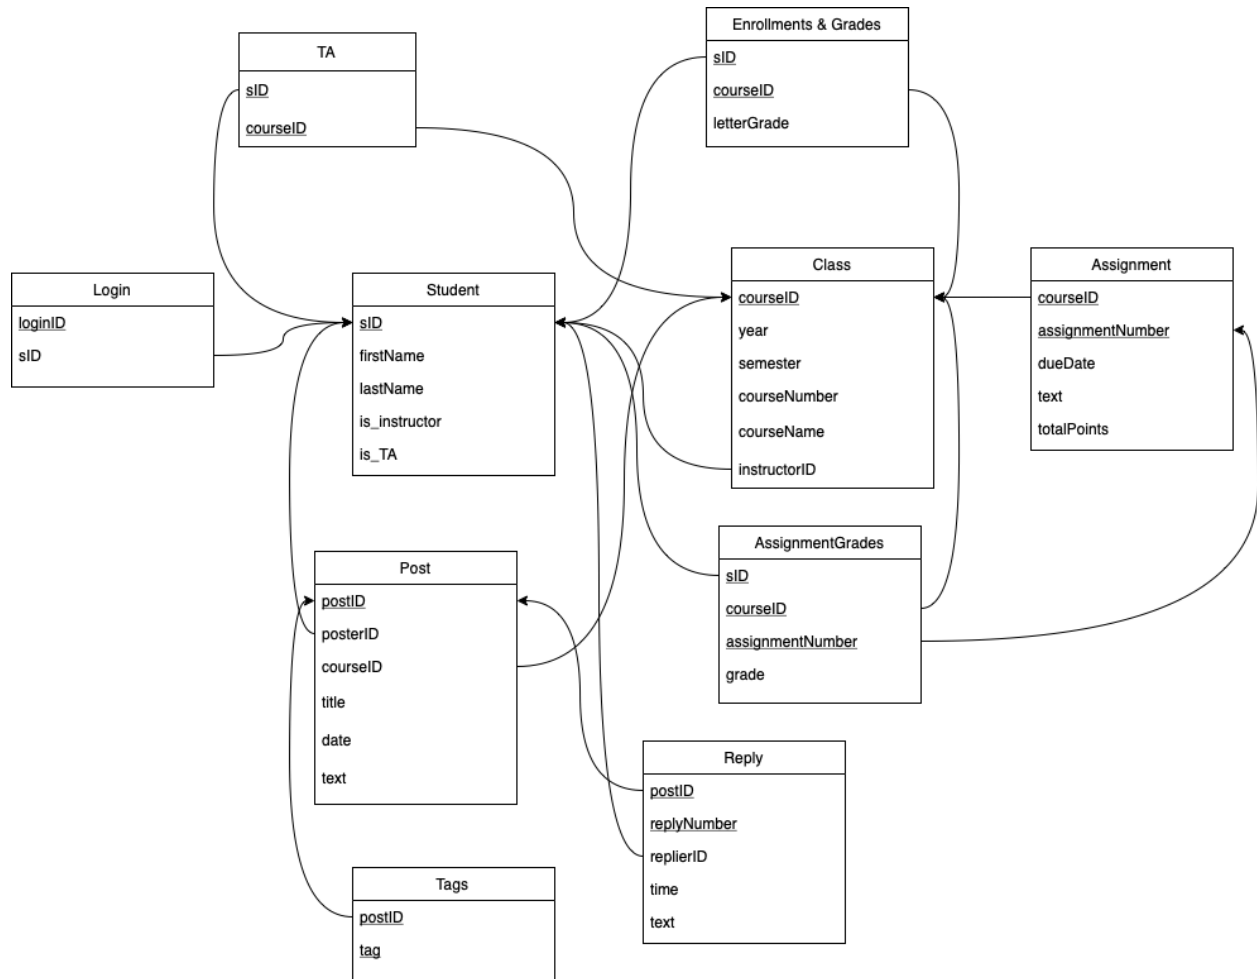 TA
sID
courseID
Enrollments & Grades
sID
courseID
letterGrade
Login
loginID
sID
Student
sID
firstName
lastName
is_instructor
is_TA
Class
courseID
year
semester
courseNumber
courseName
instructorID
Assignment
courseID
assignmentNumber
dueDate
text
totalPoints
Post
postID
posterID
courseID
title
date
text
AssignmentGrades
sID
courseID
assignmentNumber
grade
Reply
postID
replyNumber
replierID
time
text
Tags
postID
tag